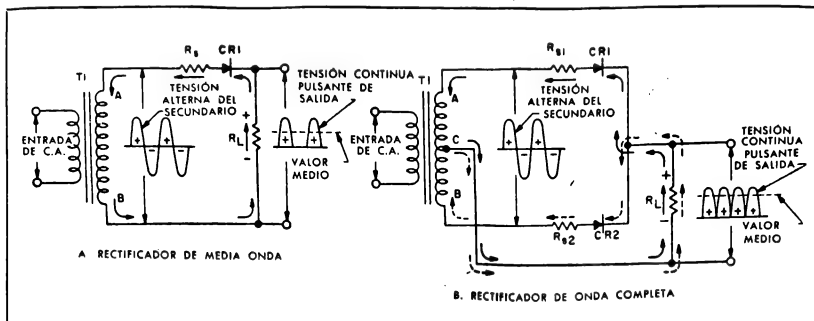 T1
A
B
ENTRADA
DE C.A.
Rs
CR1
TENSIÓN
ALTERNA DEL
SECUNDARIO
+ +
- -
+
RL
-
TENSIÓN CONTINUA
PULSANTE DE
SALIDA
+ +
VALOR
MEDIO
A RECTIFICADOR DE MEDIA ONDA
T1
A
C
B
ENTRADA
DE C.A.
Rs1
CR1
TENSIÓN
ALTERNA DEL
SECUNDARIO
+ +
- -
Rs2
CR2
+
RL
-
TENSIÓN
CONTINUA
PULSANTE
DE SALIDA
+ + + +
VALOR
MEDIO
B. RECTIFICADOR DE ONDA COMPLETA